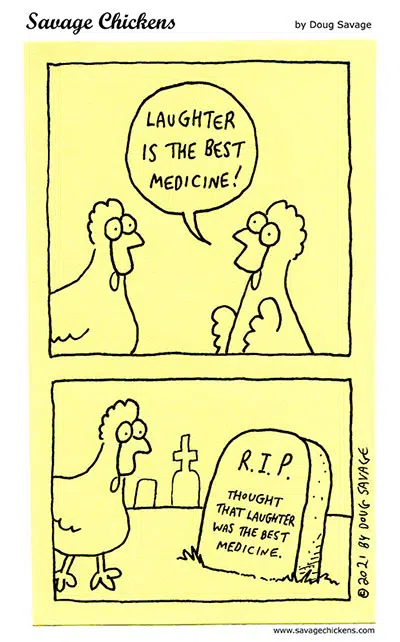 Savage Chickens by Doug Savage
LAUGHTER
IS THE BEST
MEDICINE!
R.I.P.
THOUGHT
THAT LAUGHTER
WAS THE BEST
MEDICINE.
©2021 BY DOUG SAVAGE
www.savagechickens.com